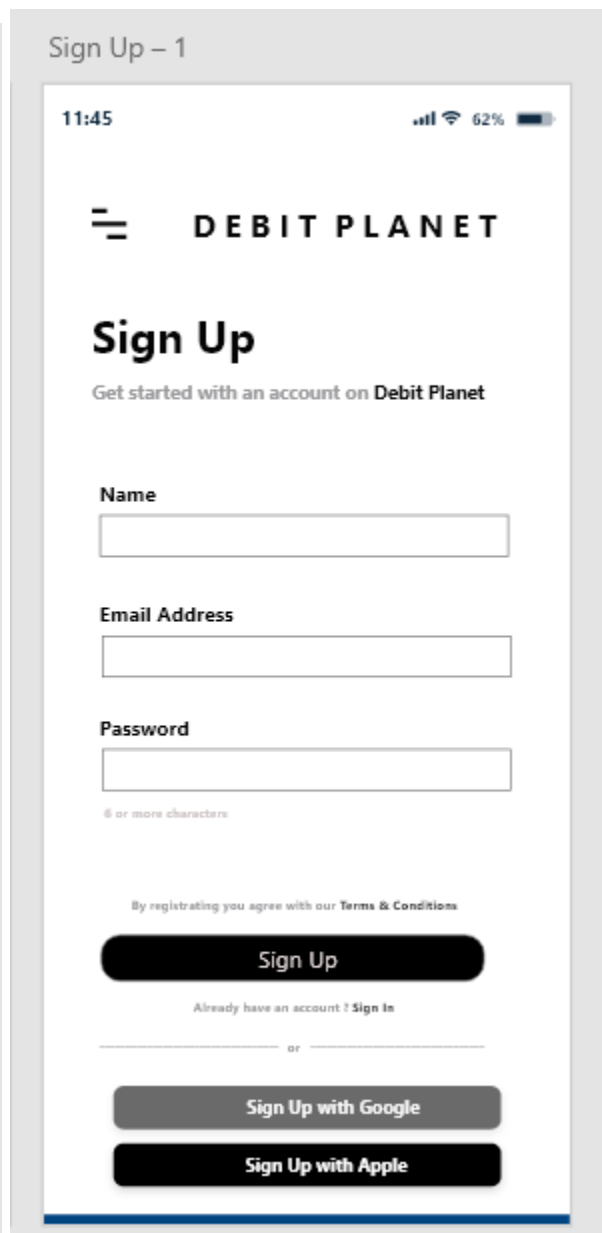 Sign Up – 1
11:45 62%
DEBIT PLANET
Sign Up
Get started with an account on Debit Planet
Name
Email Address
Password
6 or more characters
By registrating you agree with our Terms & Conditions
Sign Up
Already have an account ? Sign In
or
Sign Up with Google
Sign Up with Apple